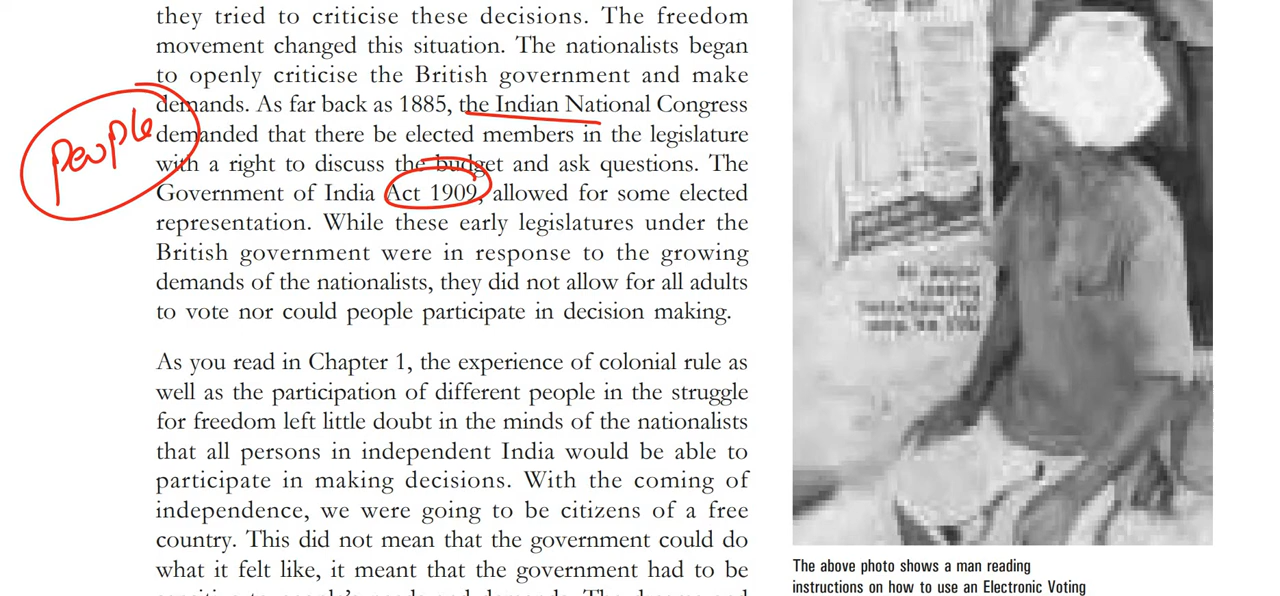 they tried to criticise these decisions. The freedom
movement changed this situation. The nationalists began
to openly criticise the British government and make
demands. As far back as 1885, the Indian National Congress
demanded that there be elected members in the legislature
with a right to discuss the budget and ask questions. The
Government of India Act 1909, allowed for some elected
representation. While these early legislatures under the
British government were in response to the growing
demands of the nationalists, they did not allow for all adults
to vote nor could people participate in decision making.
People
As you read in Chapter 1, the experience of colonial rule as
well as the participation of different people in the struggle
for freedom left little doubt in the minds of the nationalists
that all persons in independent India would be able to
participate in making decisions. With the coming of
independence, we were going to be citizens of a free
country. This did not mean that the government could do
what it felt like, it meant that the government had to be
The above photo shows a man reading
instructions on how to use an Electronic Voting